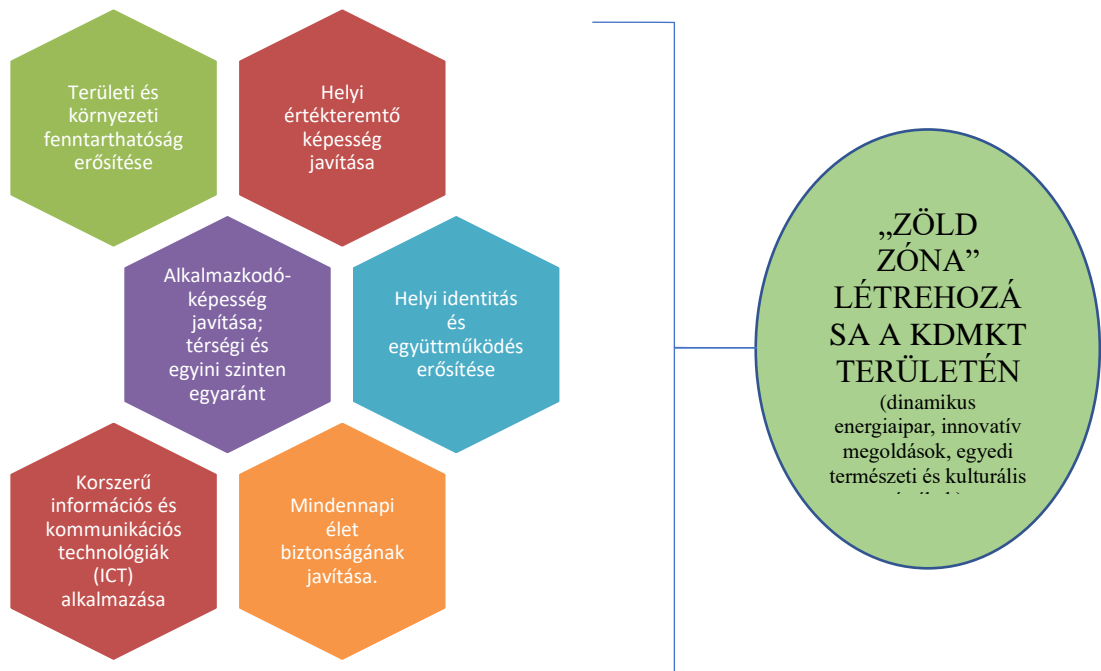 Területi és
környezeti
fenntarthatóság
erősítése
Helyi
értékteremtő
képesség
javítása
Alkalmazkodó-
képesség
javítása;
térségi és
egyini szinten
egyaránt
Helyi identitás
és
együttműködés
erősítése
Korszerű
információs és
kommunikációs
technológiák
(ICT)
alkalmazása
Mindennapi
élet
biztonságának
javítása.
„ZÖLD
ZÓNA”
LÉTREHOZÁ
SA A KDMKT
TERÜLETÉN
(dinamikus
energiaipar, innovatív
megoldások, egyedi
természeti és kulturális